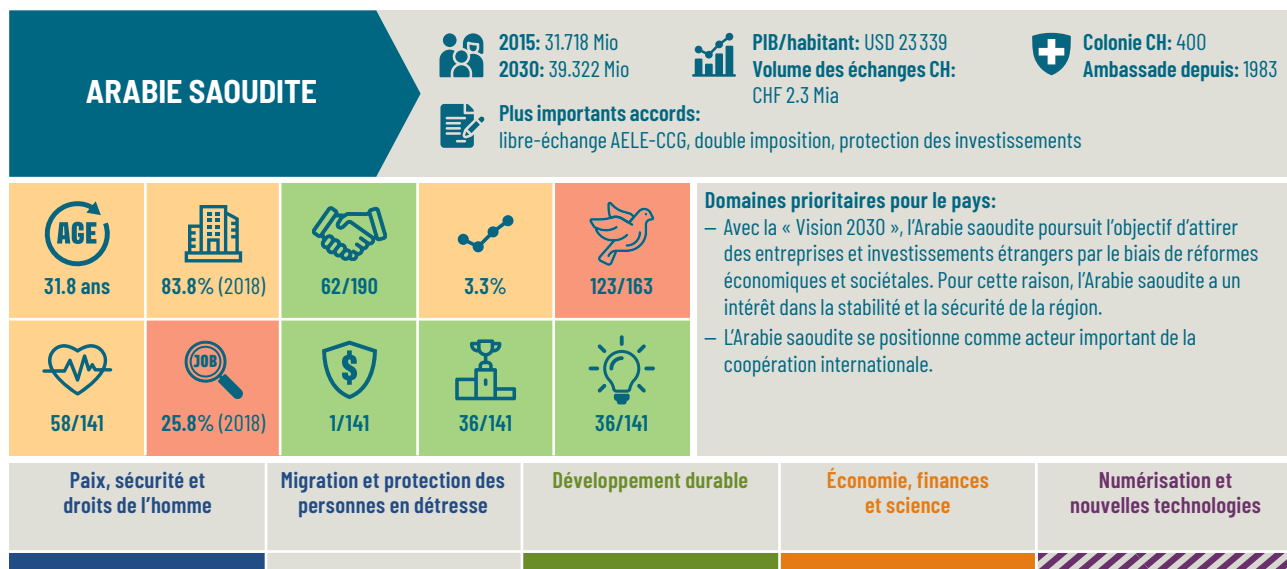 ARABIE SAOUDITE
2015: 31.718 Mio
2030: 39.322 Mio
PIB/habitant: USD 23 339
Volume des échanges CH:
CHF 2.3 Mia
Colonie CH: 400
Ambassade depuis: 1983
Plus importants accords:
libre-échange AELE-CCG, double imposition, protection des investissements
AGE
31.8 ans
83.8% (2018)
62/190
3.3%
123/163
58/141
JOB
25.8% (2018)
$
1/141
36/141
36/141
Domaines prioritaires pour le pays:
– Avec la « Vision 2030 », l’Arabie saoudite poursuit l’objectif d’attirer
des entreprises et investissements étrangers par le biais de réformes
économiques et sociétales. Pour cette raison, l’Arabie saoudite a un
intérêt dans la stabilité et la sécurité de la région.
– L’Arabie saoudite se positionne comme acteur important de la
coopération internationale.
Paix, sécurité et
droits de l’homme
Migration et protection des
personnes en détresse
Développement durable
Économie, finances
et science
Numérisation et
nouvelles technologies